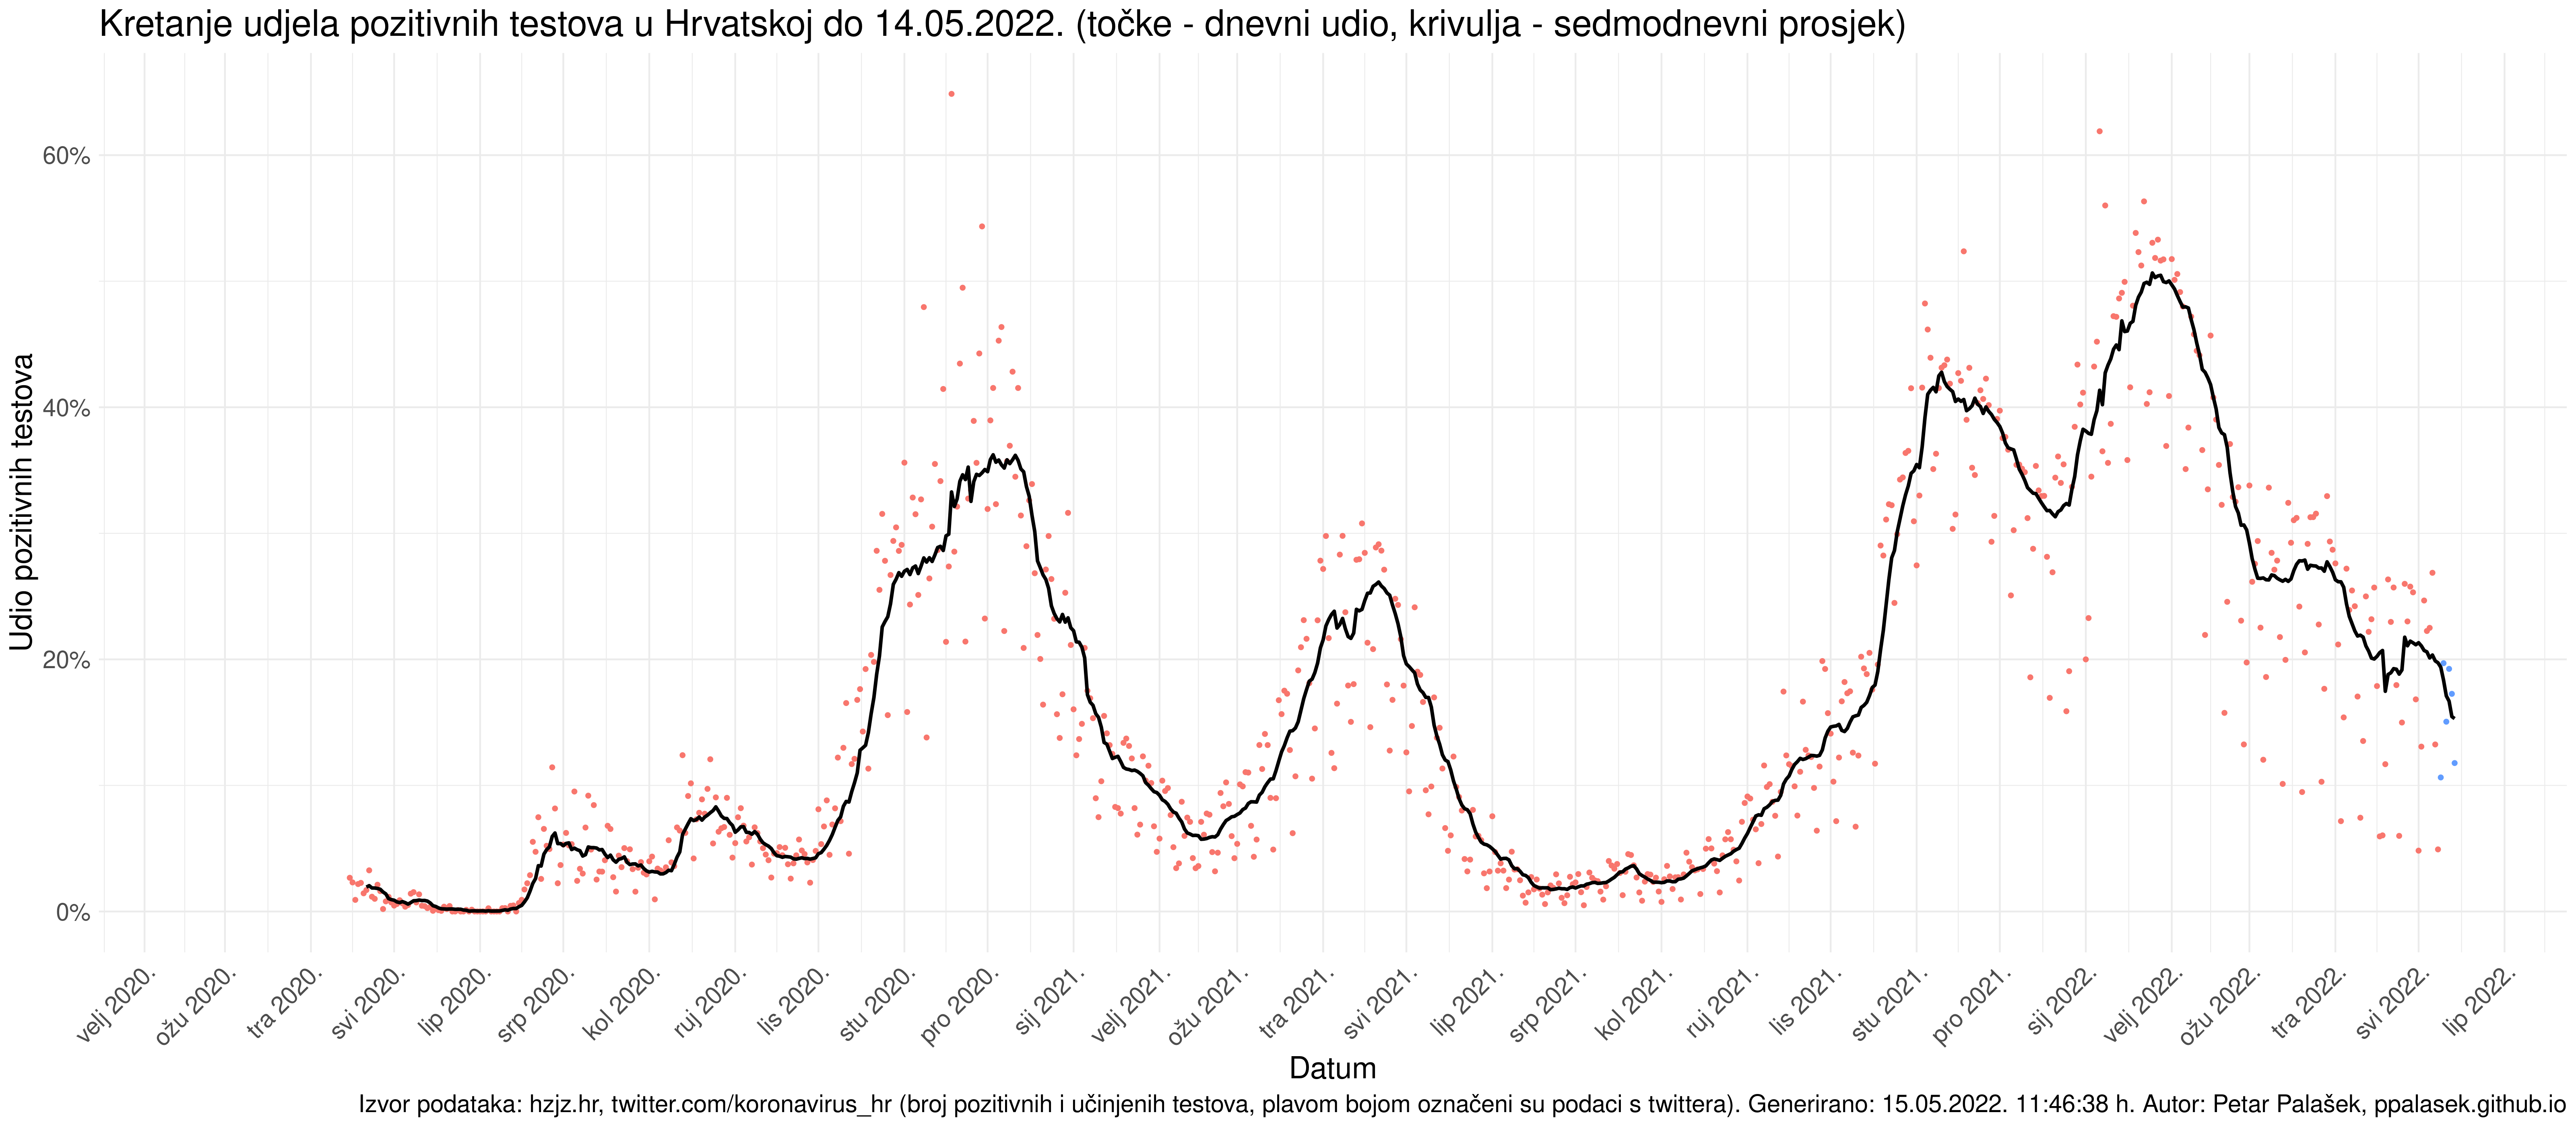 Kretanje udjela pozitivnih testova u Hrvatskoj do 14.05.2022. (točke - dnevni udio, krivulja - sedmodnevni prosjek)
Udio pozitivnih testova
60%
40%
20%
0%
velj 2020.
ožu 2020.
tra 2020.
svi 2020.
lip 2020.
srp 2020.
kol 2020.
ruj 2020.
lis 2020.
stu 2020.
pro 2020.
sij 2021.
velj 2021.
ožu 2021.
tra 2021.
svi 2021.
lip 2021.
srp 2021.
kol 2021.
ruj 2021.
lis 2021.
stu 2021.
pro 2021.
sij 2022.
velj 2022.
ožu 2022.
tra 2022.
svi 2022.
lip 2022.
Datum
Izvor podataka: hzjz.hr, twitter.com/koronavirus_hr (broj pozitivnih i učinjenih testova, plavom bojom označeni su podaci s twittera). Generirano: 15.05.2022. 11:46:38 h. Autor: Petar Palašek, ppalasek.github.io